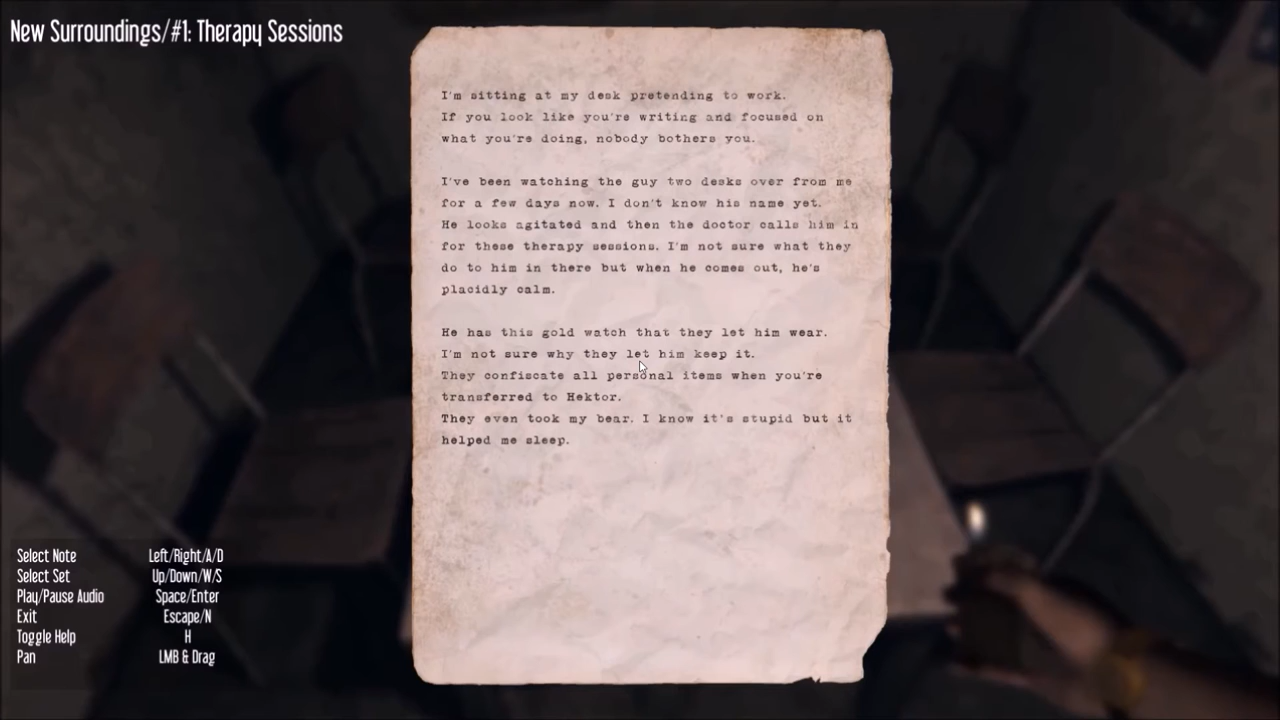 New Surroundings/#1: Therapy Sessions
I'm sitting at my desk pretending to work.
If you look like you're writing and focused on
what you're doing, nobody bothers you.
I've been watching the guy two desks over from me
for a few days now. I don't know his name yet.
He looks agitated and then the doctor calls him in
for these therapy sessions. I'm not sure what they
do to him in there but when he comes out, he's
placidly calm.
He has this gold watch that they let him wear.
I'm not sure why they let him keep it.
They confiscate all personal items when you're
transferred to Hektor.
They even took my bear. I know it's stupid but it
helped me sleep.
Select Note Left/Right/A/D
Select Set Up/Down/W/S
Play/Pause Audio Space/Enter
Exit Escape/N
Toggle Help H
Pan LMB & Drag